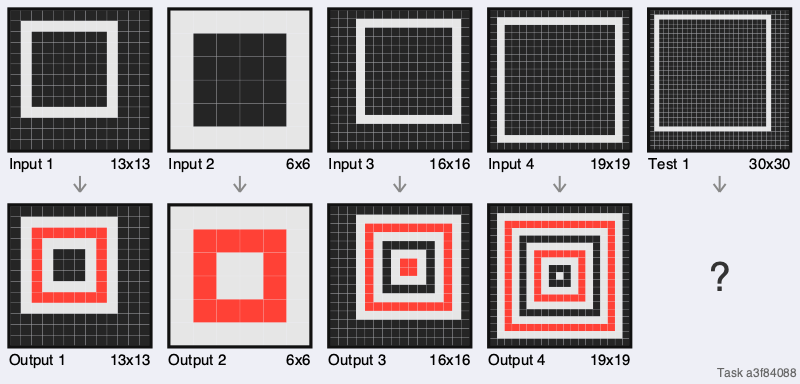 Input 1 13x13
Input 2 6x6
Input 3 16x16
Input 4 19x19
Test 1 30x30
?
Output 1 13x13
Output 2 6x6
Output 3 16x16
Output 4 19x19
Task a3f84088